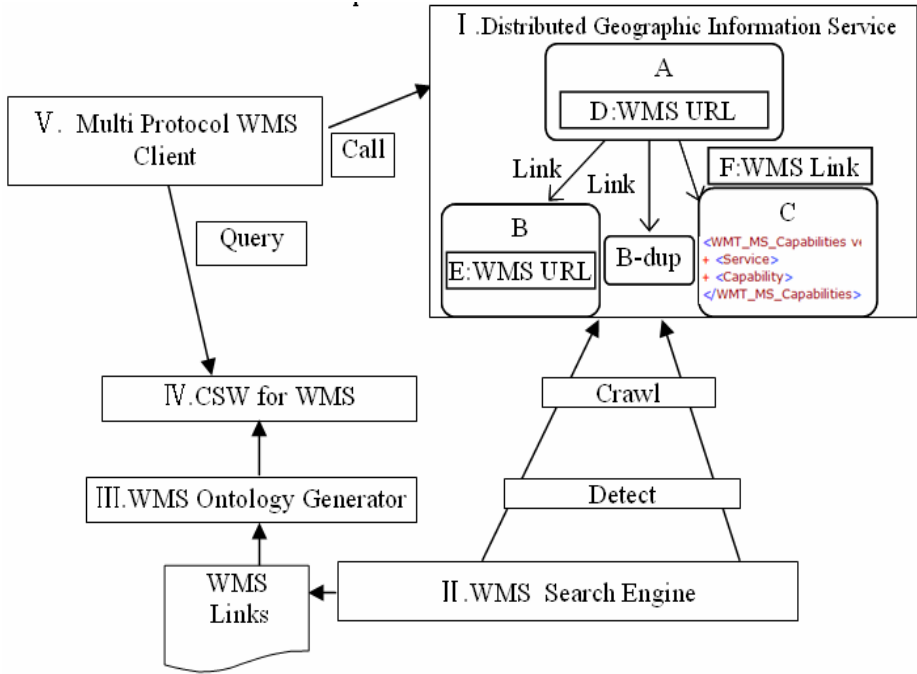 Ⅰ.Distributed Geographic Information Service
A
D:WMS URL
Ⅴ. Multi Protocol WMS
Client
Call
Link
Link
F:WMS Link
Query
B
E:WMS URL
B-dup
C
<WMT_MS_Capabilities ve
+ <Service>
+ <Capability>
</WMT_MS_Capabilities>
Ⅳ.CSW for WMS
Crawl
Ⅲ.WMS Ontology Generator
Detect
WMS
Links
Ⅱ.WMS Search Engine